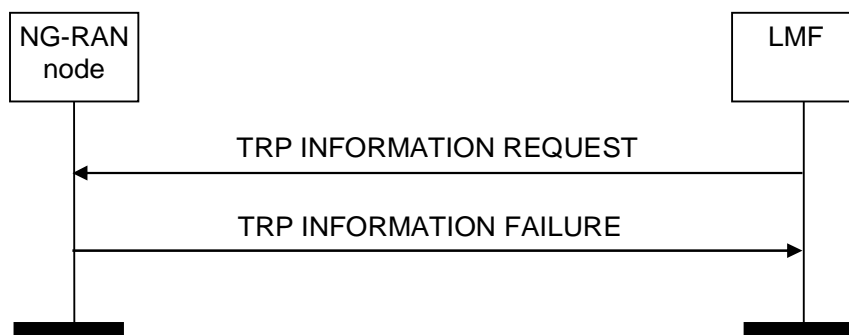 NG-RAN
node
LMF
TRP INFORMATION REQUEST
TRP INFORMATION FAILURE